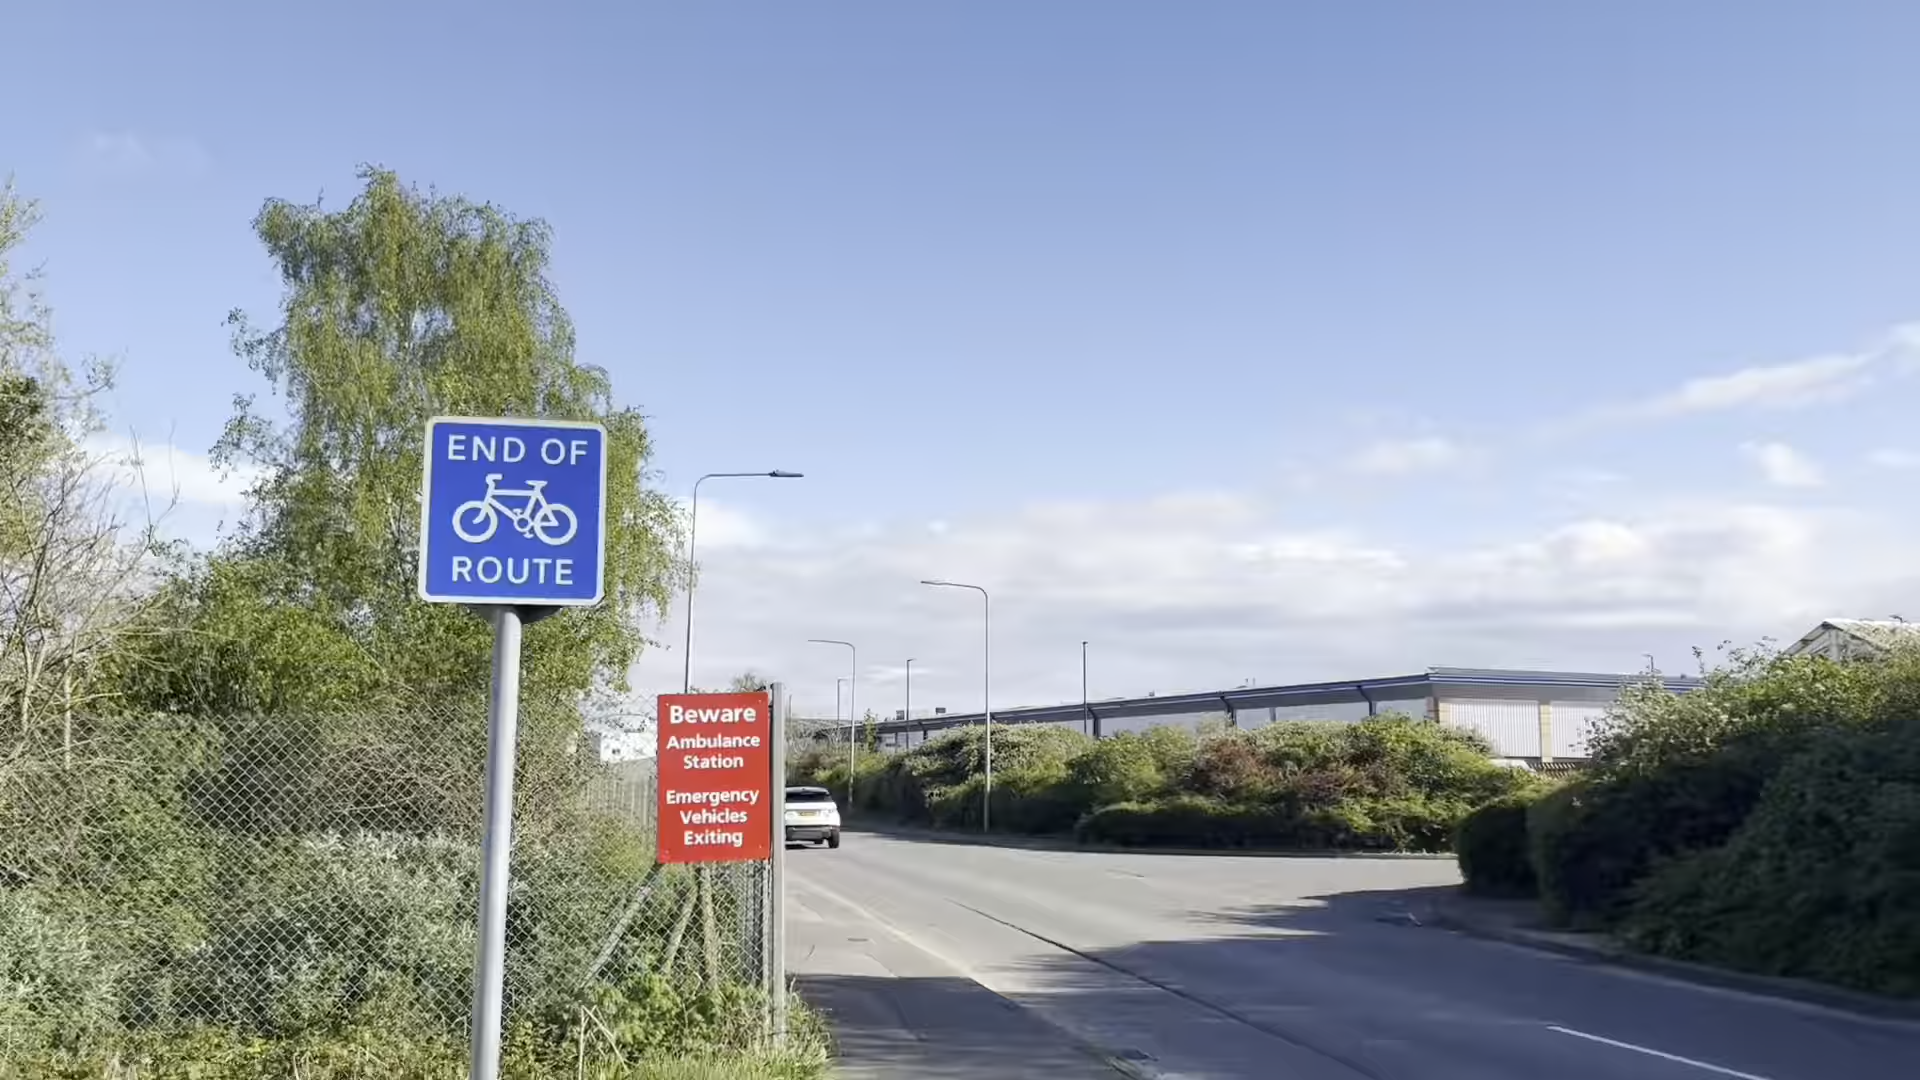 END OF
ROUTE
Beware
Ambulance
Station
Emergency
Vehicles
Exiting